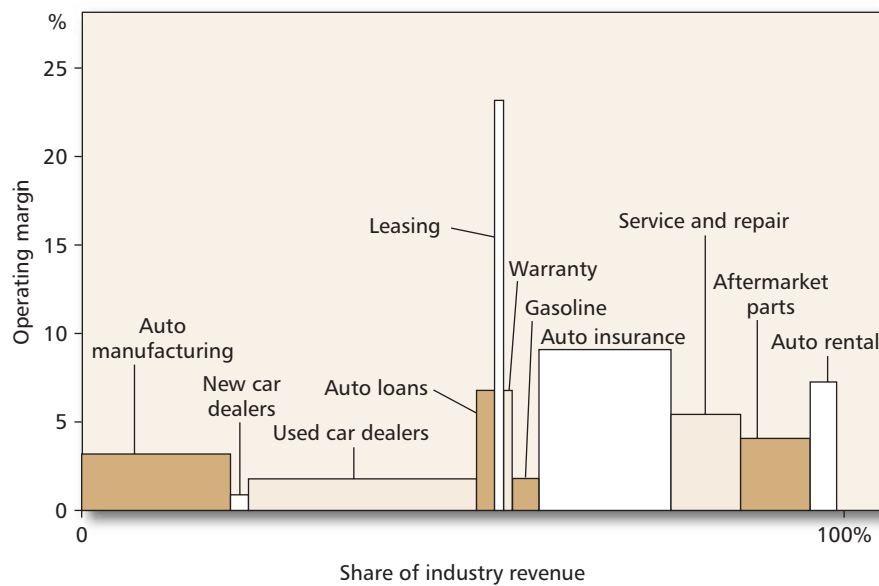 %
25
20
15
10
5
0
Operating margin
Auto
manufacturing
New car
dealers
Used car dealers
Auto loans
Leasing
Warranty
Gasoline
Auto insurance
Service and repair
Aftermarket
parts
Auto rental
0
100%
Share of industry revenue